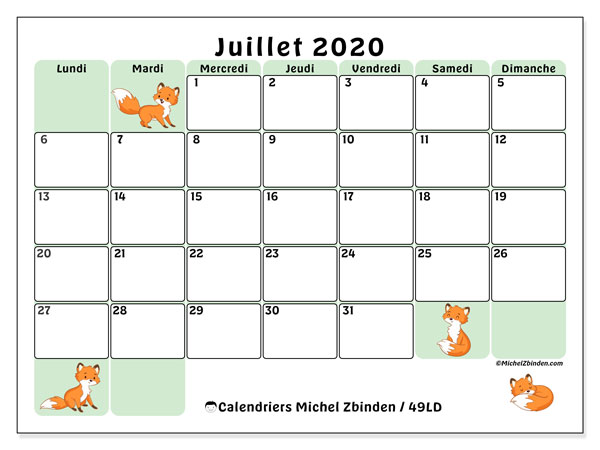 Juillet 2020
Lundi Mardi Mercredi Jeudi Vendredi Samedi Dimanche
1 2 3 4 5
6 7 8 9 10 11 12
13 14 15 16 17 18 19
20 21 22 23 24 25 26
27 28 29 30 31
©MichelZbinden.com
Calendriers Michel Zbinden / 49LD